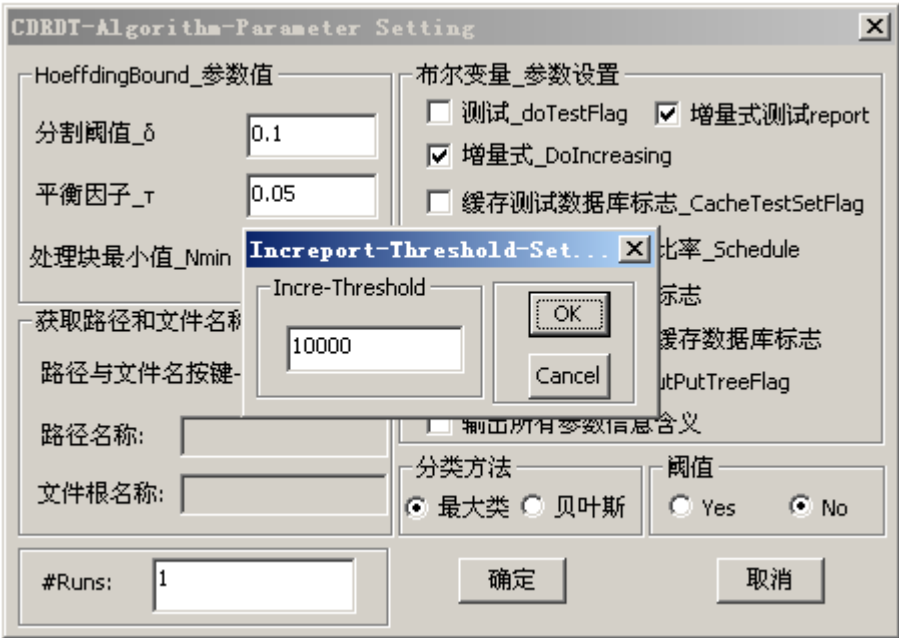 CDRDT-Algorithm-Parameter Setting
HoeffdingBound_参数值
分割阈值_δ
0.1
平衡因子_τ
0.05
处理块最小值_Nmin
布尔变量_参数设置
测试_doTestFlag
增量式测试report
增量式_DoIncreasing
缓存测试数据库标志_CacheTestSetFlag
比率_Schedule
标志
缓存数据库标志
utPutTreeFlag
输出所有参数信息含义
Increport-Threshold-Set...
Incre-Threshold
10000
OK
Cancel
获取路径和文件名称
路径与文件名按键-
路径名称:
文件根名称:
分类方法
最大类
贝叶斯
阈值
Yes
No
#Runs:
1
确定
取消